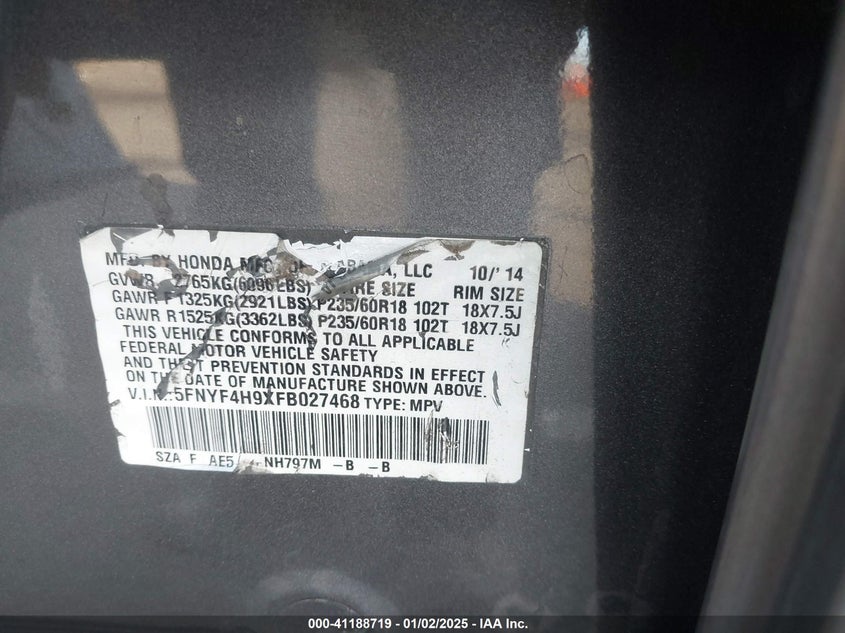 MFD. BY HONDA MFG. OF ALABAMA, LLC 10/'14
GVWR 2765KG(6096LBS) TIRE SIZE RIM SIZE
GAWR F1325KG(2921LBS) P235/60R18 102T 18X7.5J
GAWR R1525KG(3362LBS) P235/60R18 102T 18X7.5J
THIS VEHICLE CONFORMS TO ALL APPLICABLE
FEDERAL MOTOR VEHICLE SAFETY
AND THEFT PREVENTION STANDARDS IN EFFECT
ON THE DATE OF MANUFACTURE SHOWN ABOVE.
V.I.N.:5FNYF4H9XFB027468 TYPE: MPV
SZA F AE5 NH797M -B -B
000-41188719 - 01/02/2025 - IAA Inc.